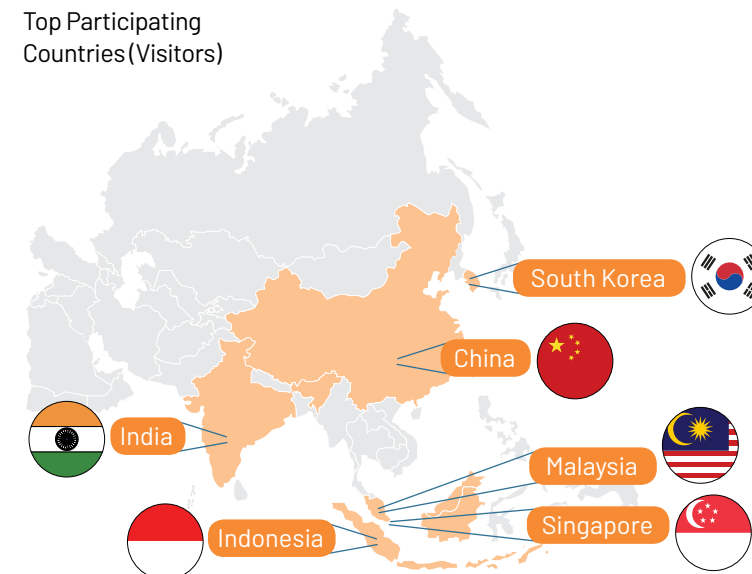 Top Participating
Countries (Visitors)
South Korea
China
India
Malaysia
Singapore
Indonesia